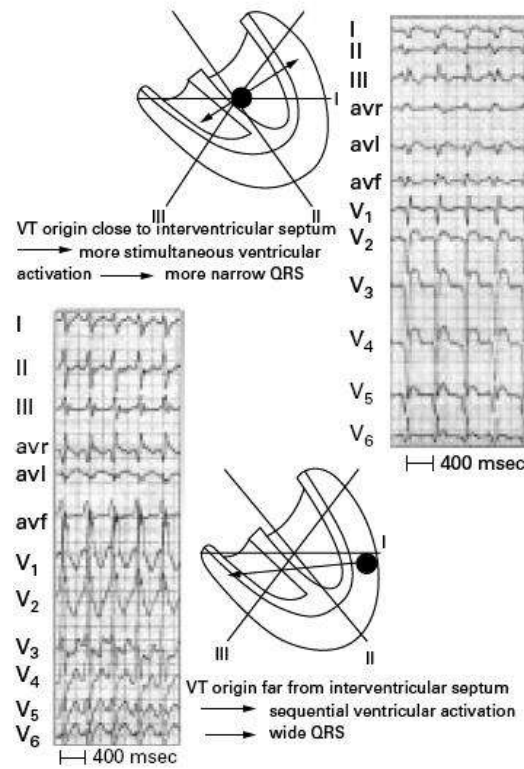 I
II
III
avr
avl
avf
V1
V2
V3
V4
V5
V6
400 msec
I
III
II
VT origin close to interventricular septum
more stimultaneous ventricular
activation more narrow QRS
I
II
III
avr
avl
avf
V1
V2
V3
V4
V5
V6
400 msec
I
III
II
VT origin far from interventricular septum
sequential ventricular activation
wide QRS